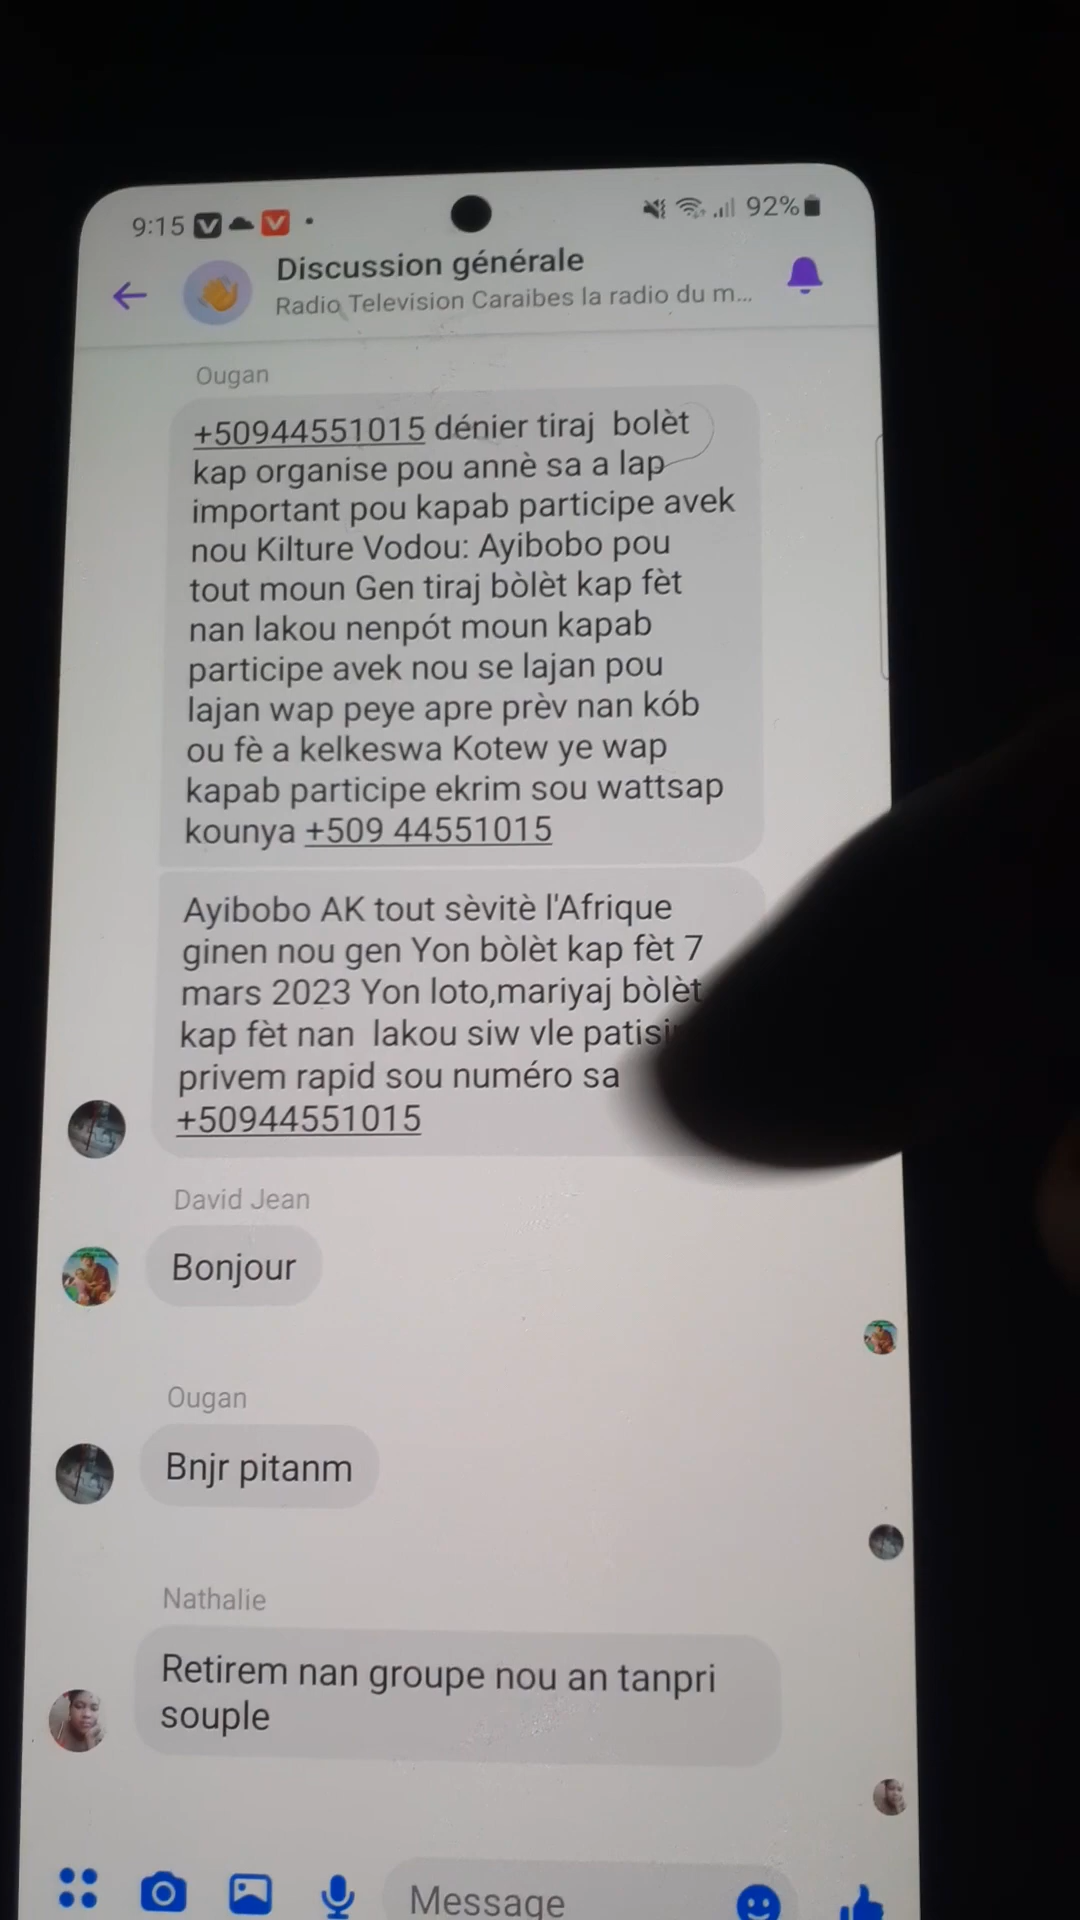 9:15
92%
Discussion générale
Radio Television Caraibes la radio du m...
Ougan
+50944551015 dénier tiraj bolèt
kap organise pou annè sa a lap
important pou kapab participe avek
nou Kilture Vodou: Ayibobo pou
tout moun Gen tiraj bòlèt kap fèt
nan lakou nenpót moun kapab
participe avek nou se lajan pou
lajan wap peye apre prèv nan kób
ou fè a kelkeswa Kotew ye wap
kapab participe ekrim sou wattsap
kounya +509 44551015
Ayibobo AK tout sèvitè l'Afrique
ginen nou gen Yon bòlèt kap fèt 7
mars 2023 Yon loto,mariyaj bòlèt
kap fèt nan lakou siw vle
privem rapid sou numéro sa
+50944551015
David Jean
Bonjour
Ougan
Bnjr pitanm
Nathalie
Retirem nan groupe nou an tanpri
souple
Message